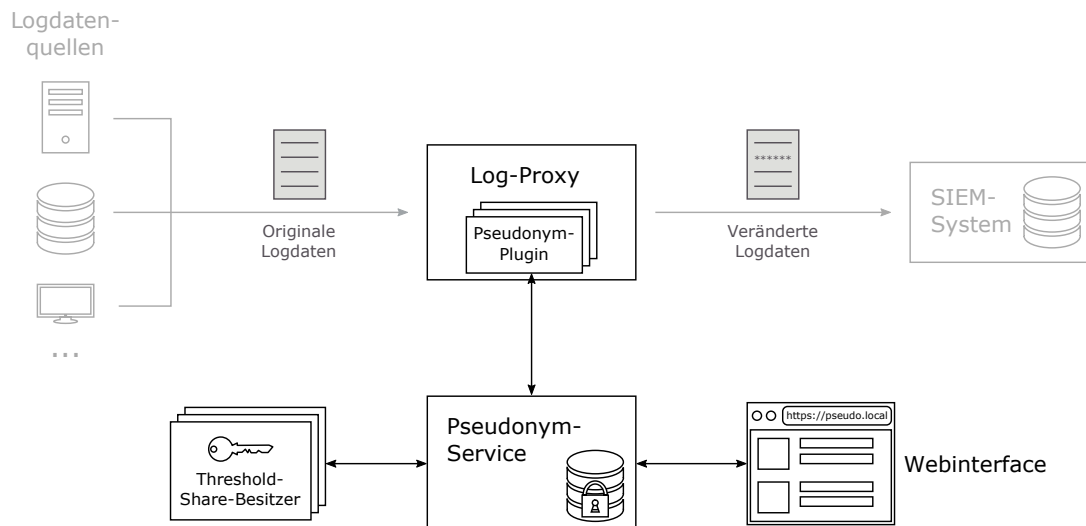 Logdaten-
quellen
...
Originale
Logdaten
Log-Proxy
Pseudonym-
Plugin
******
Veränderte
Logdaten
SIEM-
System
Threshold-
Share-Besitzer
Pseudonym-
Service
https://pseudo.local
Webinterface